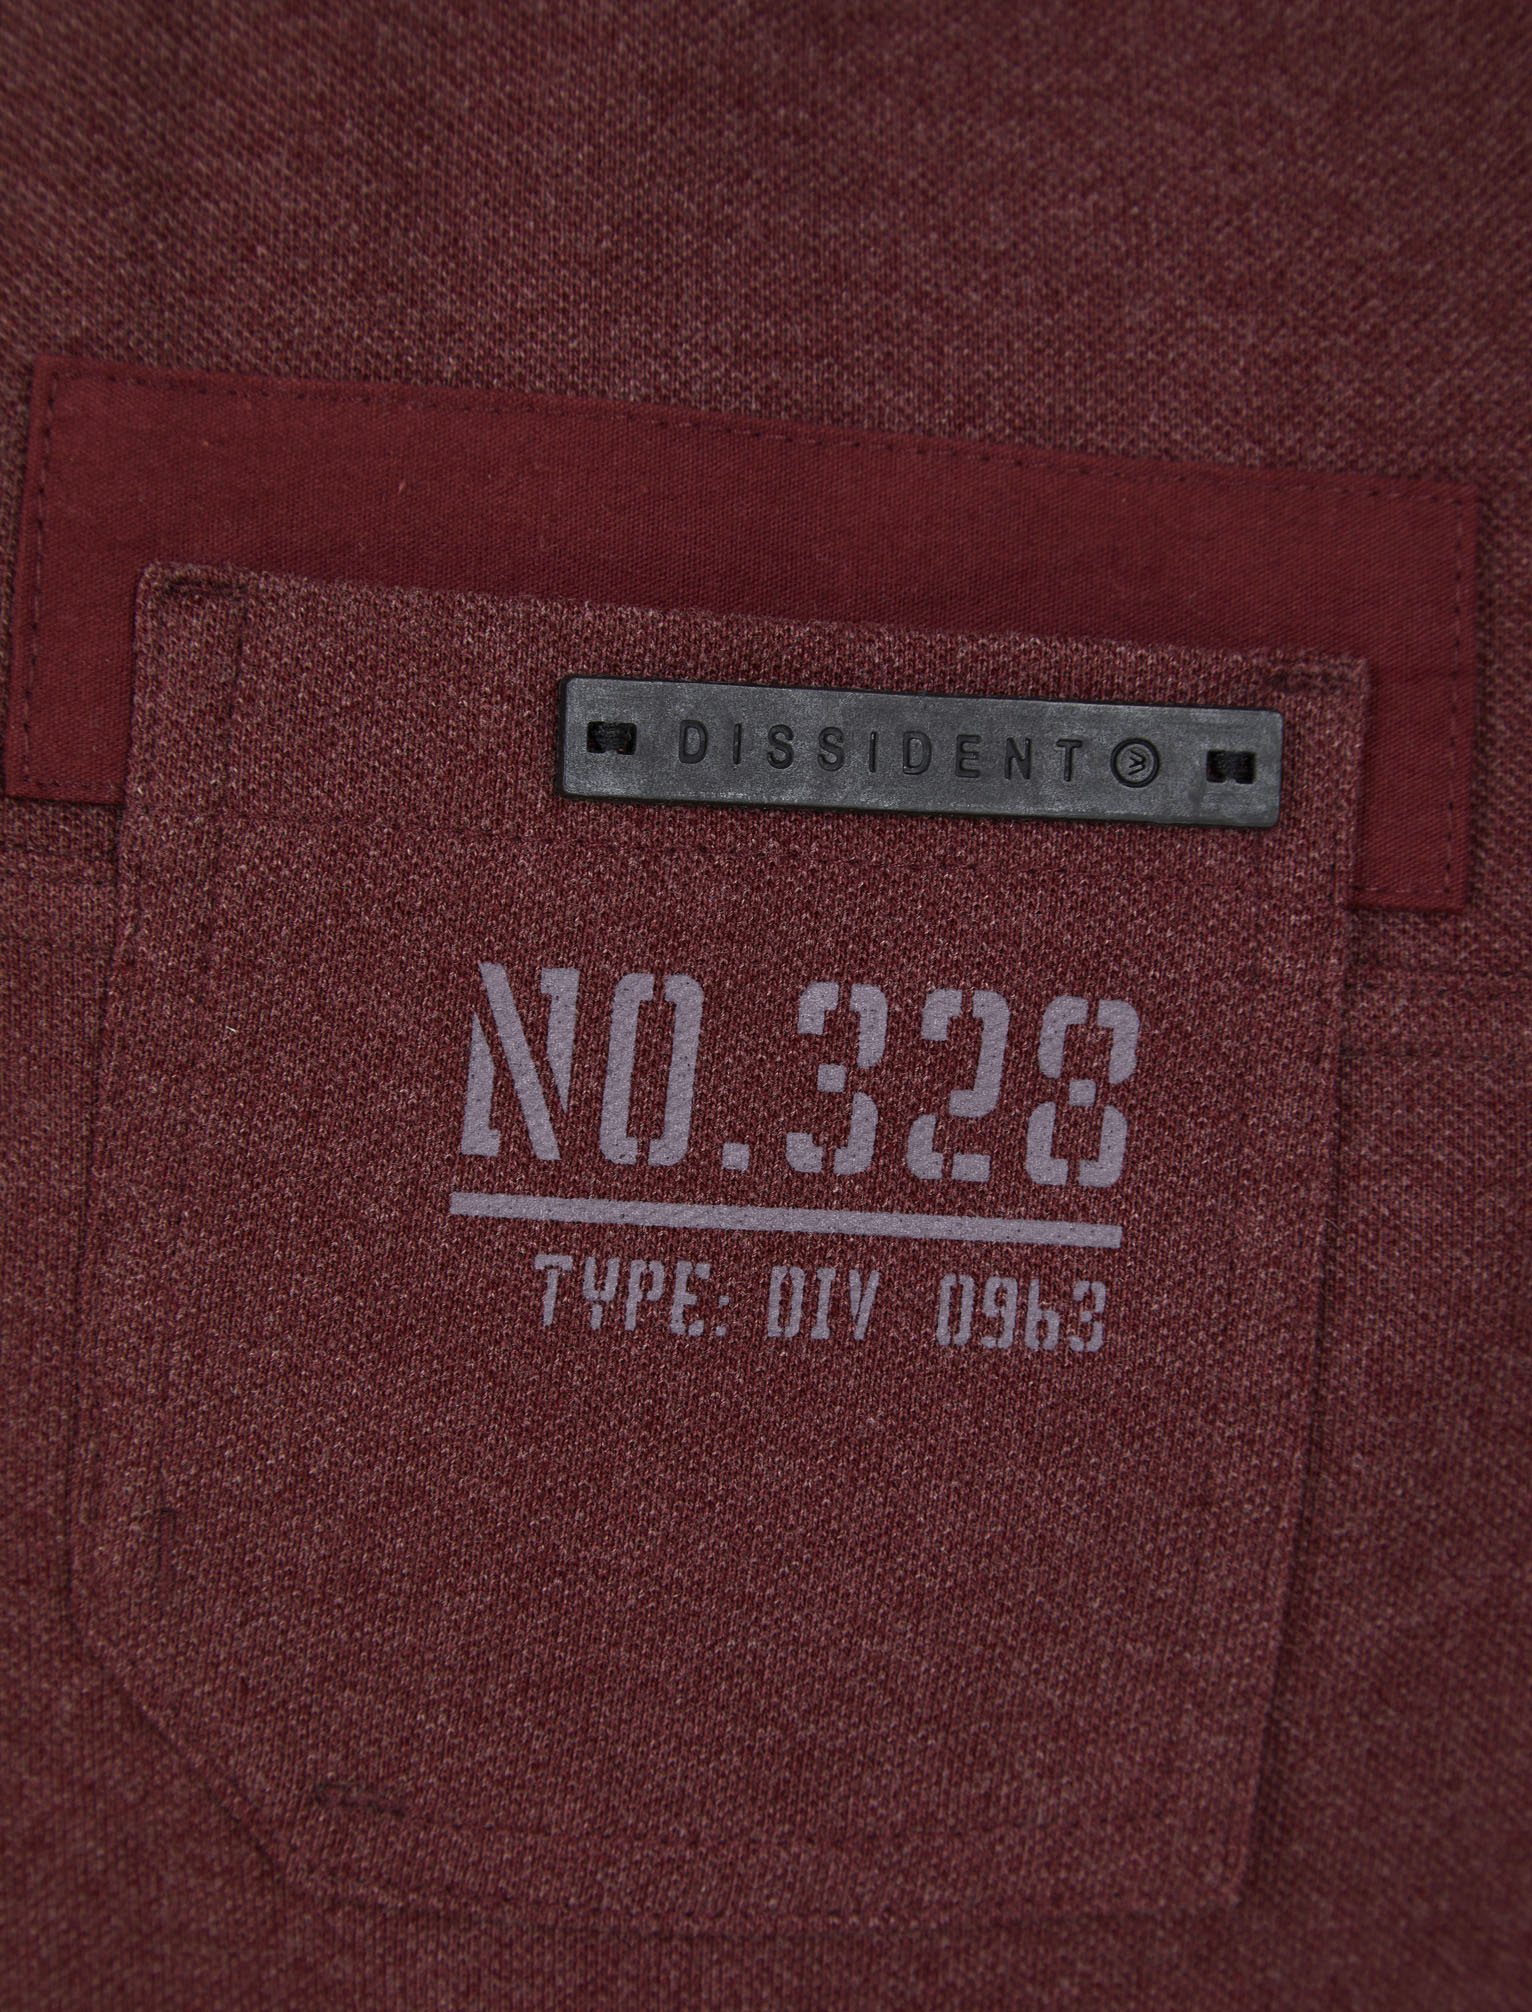 DISSIDENT
NO.328
TYPE: DIV 0963